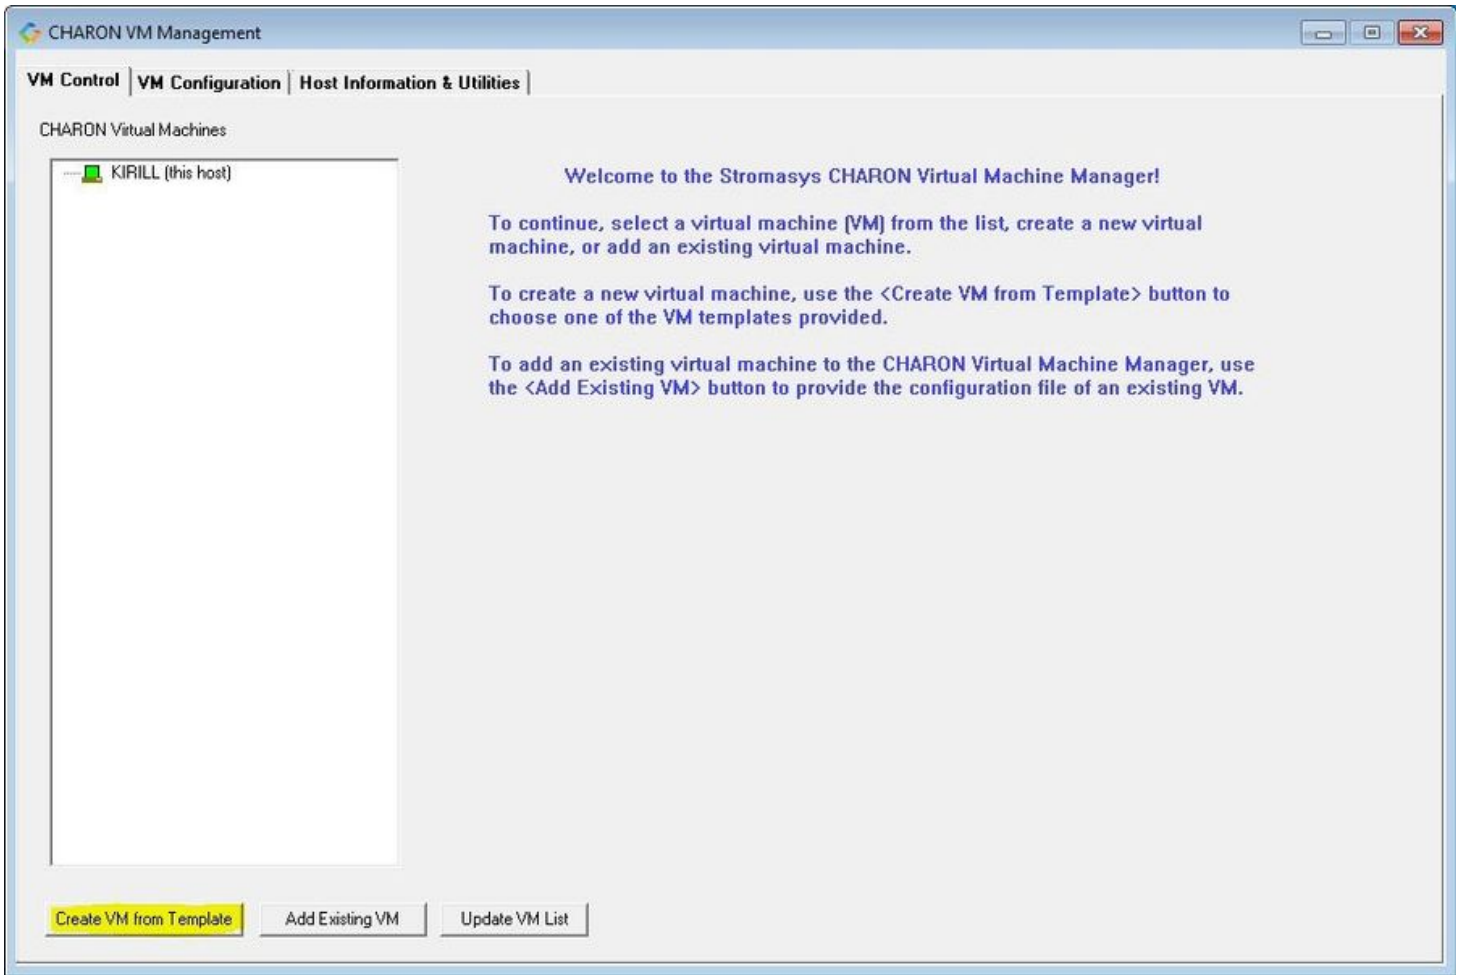 CHARON VM Management
VM Control
VM Configuration
Host Information & Utilities
CHARON Virtual Machines
KIRILL (this host)
Welcome to the Stromasys CHARON Virtual Machine Manager!
To continue, select a virtual machine (VM) from the list, create a new virtual
machine, or add an existing virtual machine.
To create a new virtual machine, use the <Create VM from Template> button to
choose one of the VM templates provided.
To add an existing virtual machine to the CHARON Virtual Machine Manager, use
the <Add Existing VM> button to provide the configuration file of an existing VM.
Create VM from Template
Add Existing VM
Update VM List